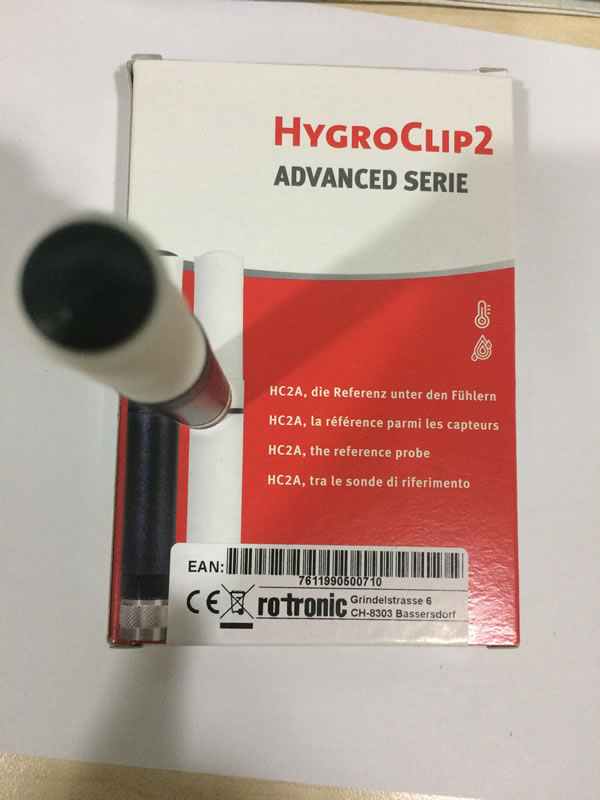 HYGROCLIP2
ADVANCED SERIE
HC2A, die Referenz unter den Fühlern
HC2A, la référence parmi les capteurs
HC2A, the reference probe
HC2A, tra le sonde di riferimento
EAN:
7611990500710
CE rotronic Grindelstrasse 6
CH-8303 Bassersdorf